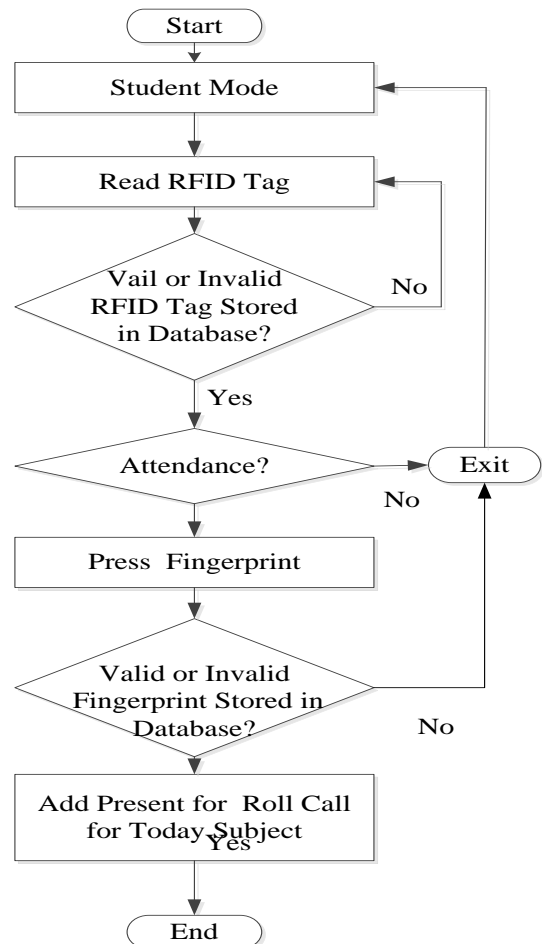 Start
Student Mode
Read RFID Tag
Vail or Invalid
RFID Tag Stored
in Database?
No
Yes
Attendance?
Exit
No
Press Fingerprint
Valid or Invalid
Fingerprint Stored in
Database?
No
Add Present for Roll Call
for Today Subject
Yes
End